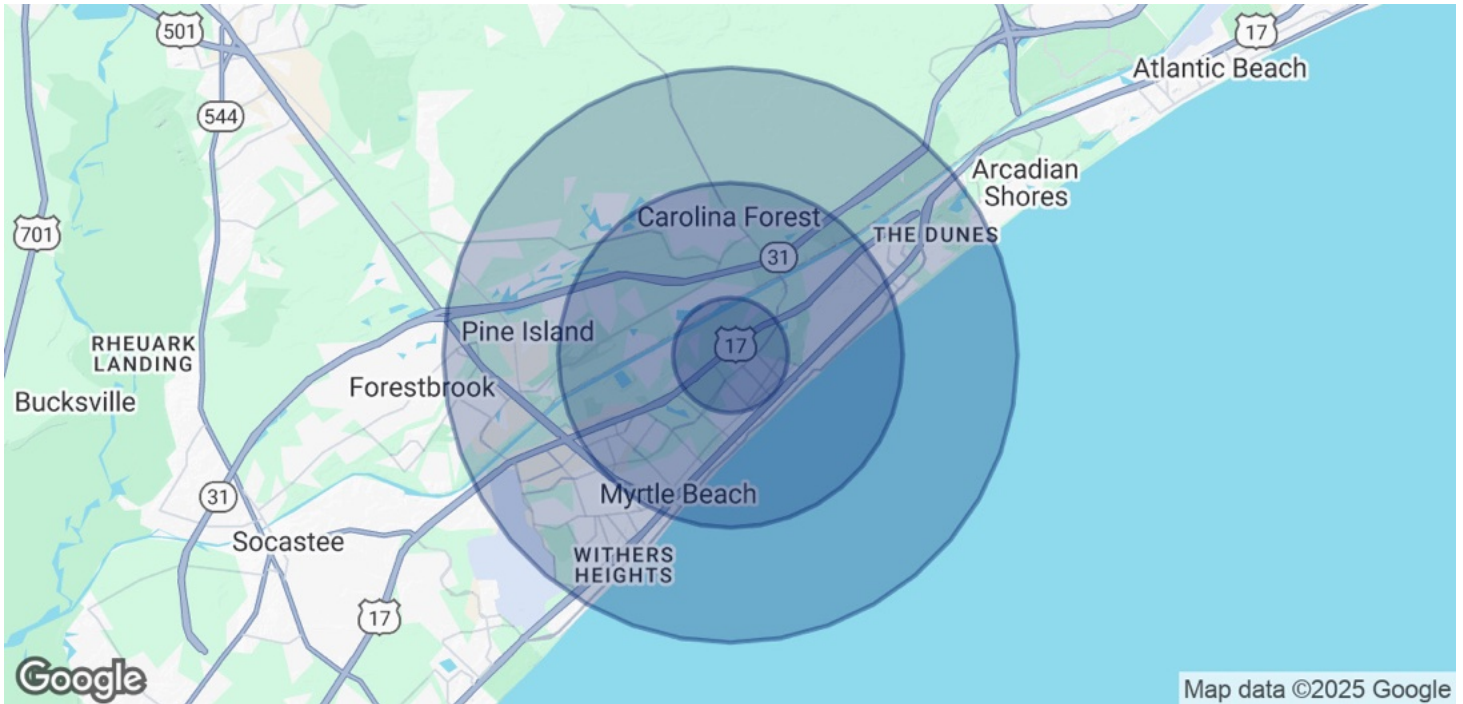 501
17
Atlantic Beach
544
Arcadian
Shores
Carolina Forest
701
THE DUNES
31
Pine Island
17
RHEUARK
LANDING
Forestbrook
Bucksville
31
Myrtle Beach
Socastee
WITHERS
HEIGHTS
17
Google
Map data ©2025 Google